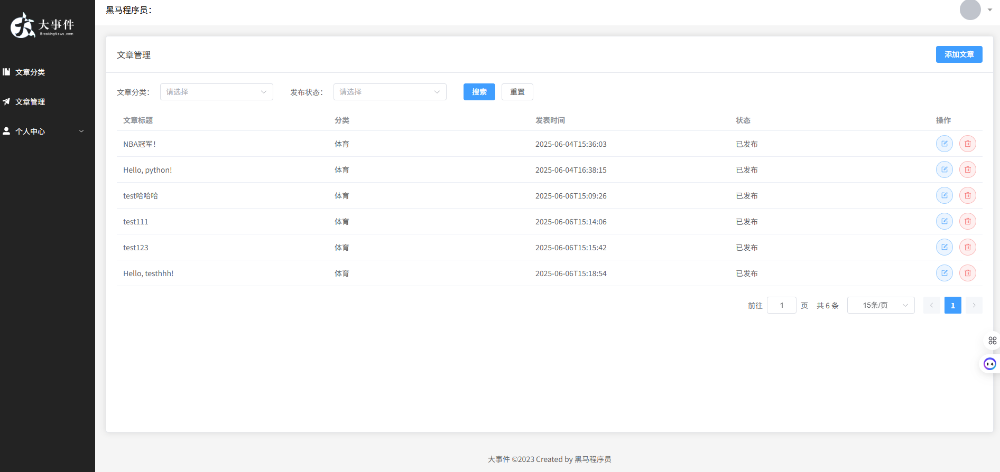 大事件
BreakingNews.com
文章分类
文章管理
个人中心
黑马程序员：
文章管理
添加文章
文章分类： 请选择 发布状态： 请选择 搜索 重置
文章标题 分类 发表时间 状态 操作
NBA冠军！ 体育 2025-06-04T15:36:03 已发布
Hello, python! 体育 2025-06-04T16:38:15 已发布
test哈哈哈 体育 2025-06-06T15:09:26 已发布
test111 体育 2025-06-06T15:14:06 已发布
test123 体育 2025-06-06T15:15:42 已发布
Hello, testhhh! 体育 2025-06-06T15:18:54 已发布
前往 1 页 共 6 条 15条/页 1
大事件 ©2023 Created by 黑马程序员